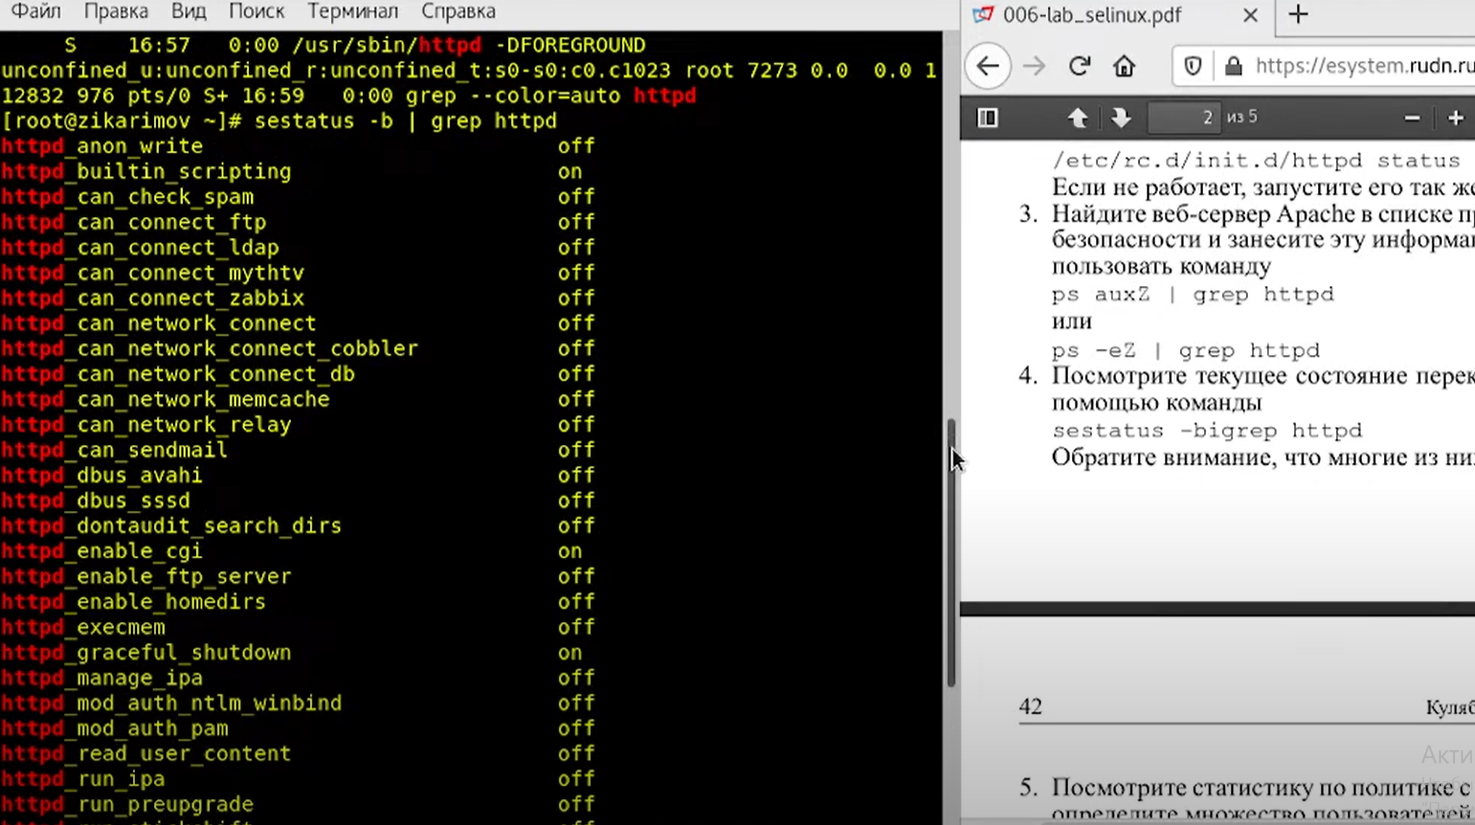 Файл Правка Вид Поиск Терминал Справка
S 16:57 0:00 /usr/sbin/httpd -DFOREGROUND
unconfined_u:unconfined_r:unconfined_t:s0-s0:c0.c1023 root 7273 0.0 0.0 1
12832 976 pts/0 S+ 16:59 0:00 grep --color=auto httpd
[root@zikarimov ~]# sestatus -b | grep httpd
httpd_anon_write off
httpd_builtin_scripting on
httpd_can_check_spam off
httpd_can_connect_ftp off
httpd_can_connect_ldap off
httpd_can_connect_mythtv off
httpd_can_connect_zabbix off
httpd_can_network_connect off
httpd_can_network_connect_cobbler off
httpd_can_network_connect_db off
httpd_can_network_memcache off
httpd_can_network_relay off
httpd_can_sendmail off
httpd_dbus_avahi off
httpd_dbus_sssd off
httpd_dontaudit_search_dirs off
httpd_enable_cgi on
httpd_enable_ftp_server off
httpd_enable_homedirs off
httpd_execmem off
httpd_graceful_shutdown on
httpd_manage_ipa off
httpd_mod_auth_ntlm_winbind off
httpd_mod_auth_pam off
httpd_read_user_content off
httpd_run_ipa off
httpd_run_preupgrade off
006-lab_selinux.pdf
https://esystem.rudn.ru
2 из 5
/etc/rc.d/init.d/httpd status
Если не работает, запустите его так же
3. Найдите веб-сервер Apache в списке
безопасности и занесите эту
пользовать команду
ps auxZ | grep httpd
или
ps -eZ | grep httpd
4. Посмотрите текущее состояние
помощью команды
sestatus -bigrep httpd
Обратите внимание, что многие из
42
5. Посмотрите статистику по политике с
определите множество пользователей